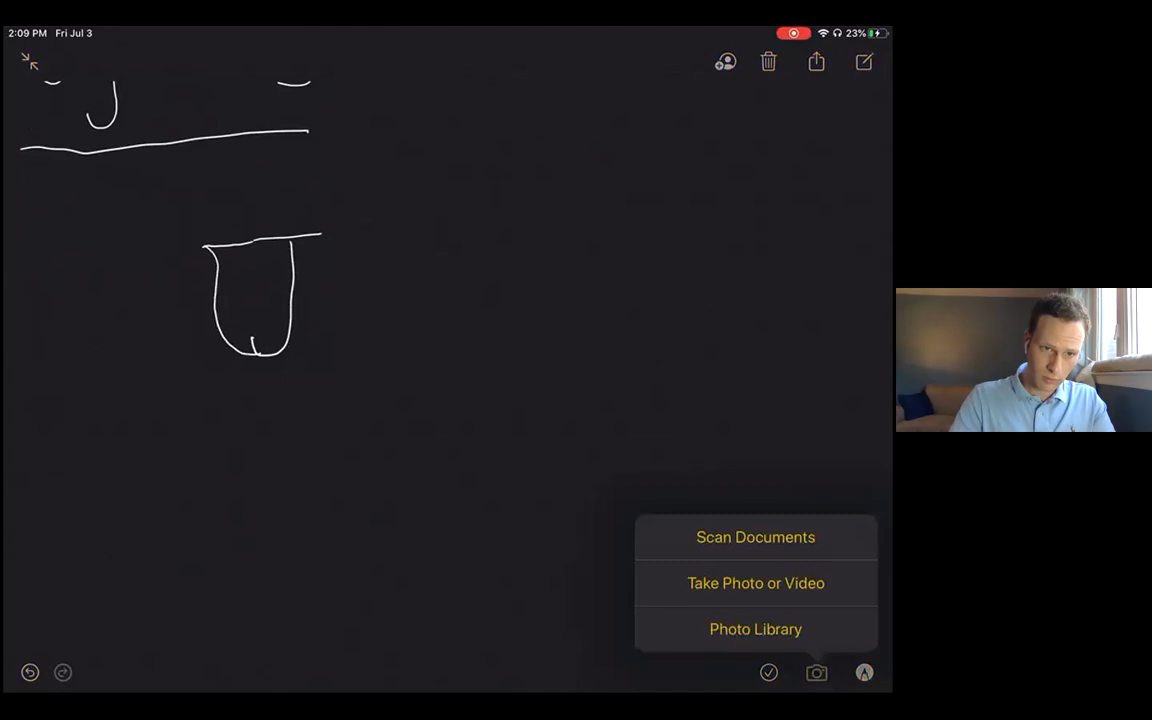 2:09 PM Fri Jul 3
23%
Scan Documents
Take Photo or Video
Photo Library